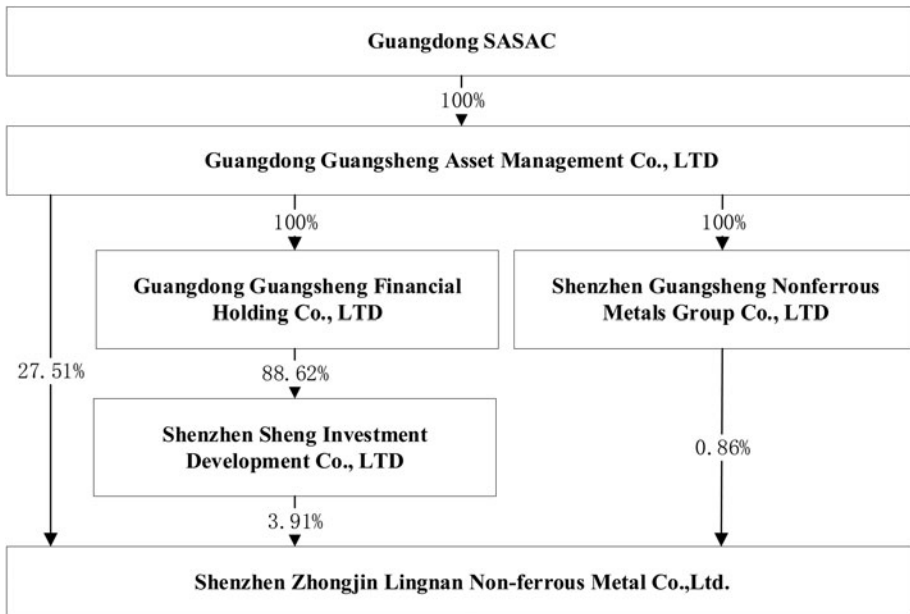 Guangdong SASAC
100%
Guangdong Guangsheng Asset Management Co., LTD
100%
100%
Guangdong Guangsheng Financial
Holding Co., LTD
Shenzhen Guangsheng Nonferrous
Metals Group Co., LTD
27.51%
88.62%
Shenzhen Sheng Investment
Development Co., LTD
0.86%
3.91%
Shenzhen Zhongjin Lingnan Non-ferrous Metal Co.,Ltd.